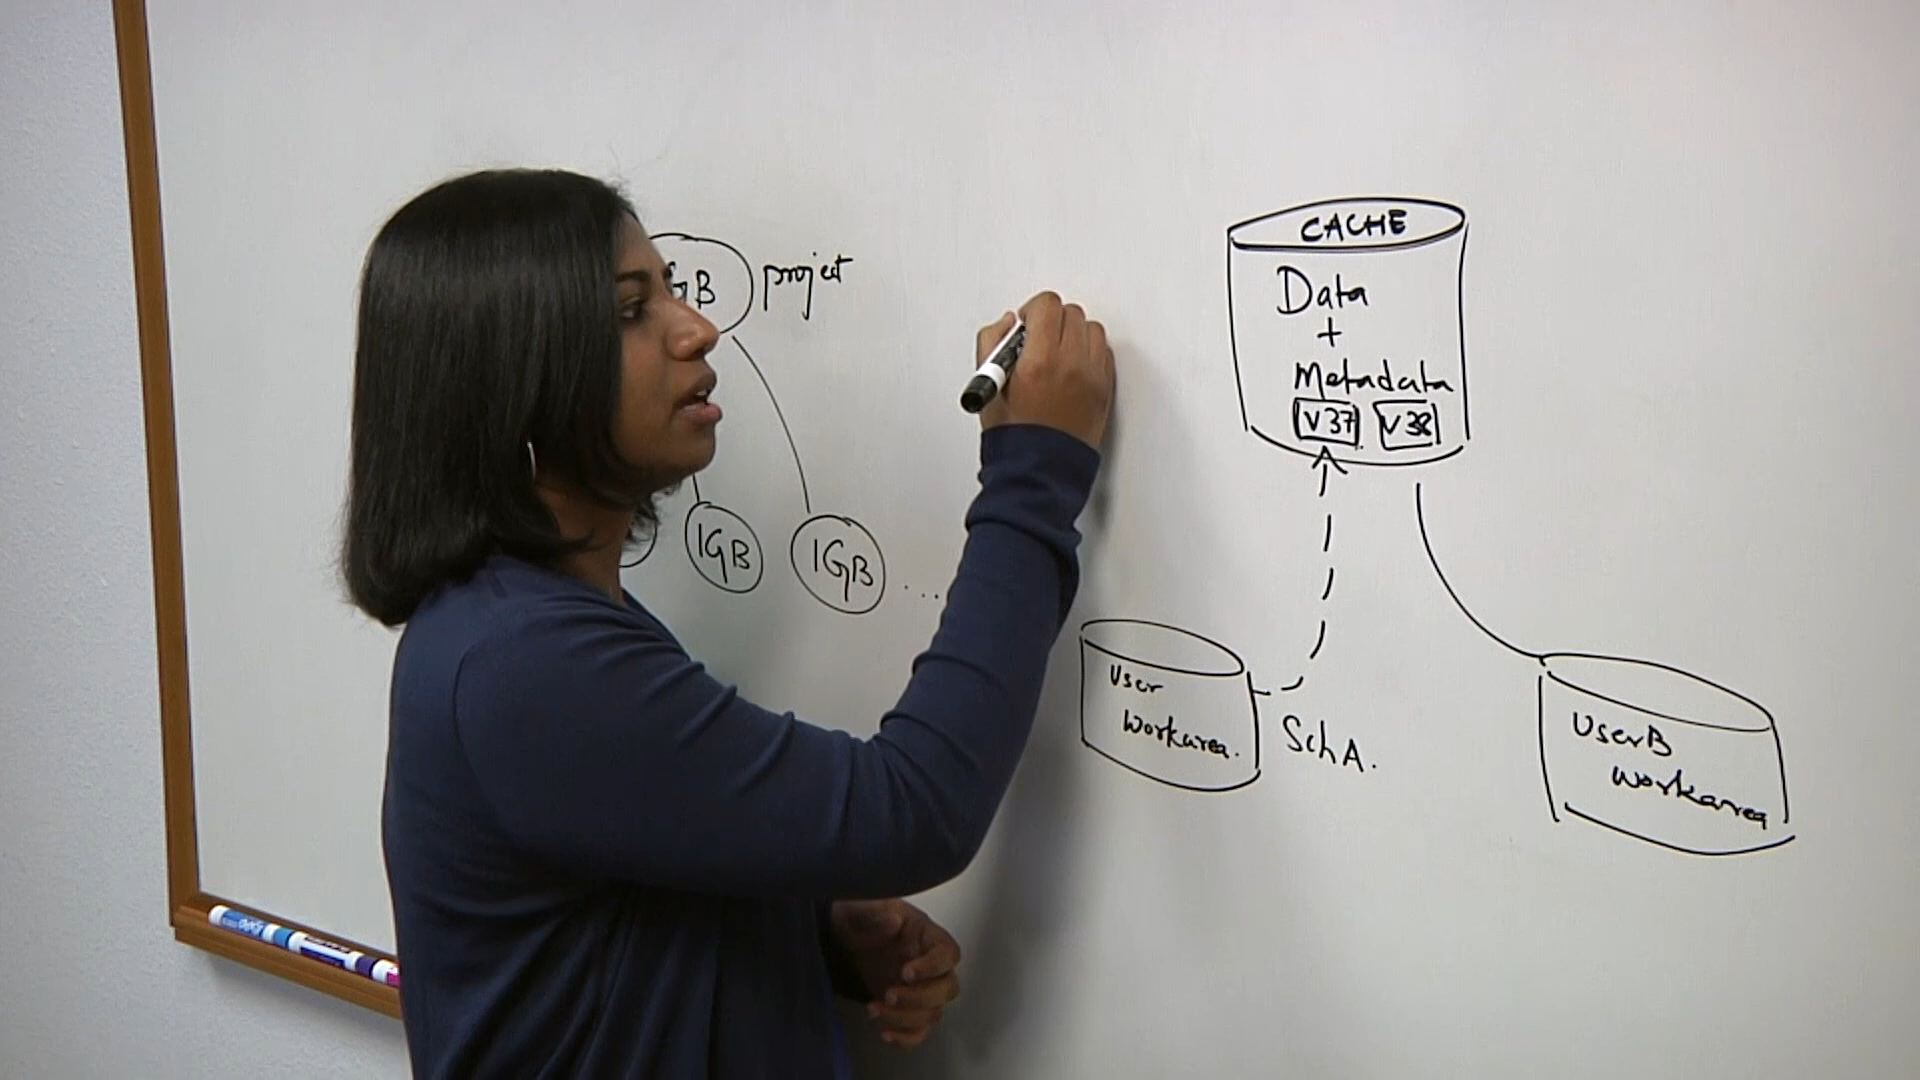 GB project
1GB 1GB ....
CACHE
Data
+
Metadata
V37 V38
User
Workarea.
SchA.
UserB
Workarea